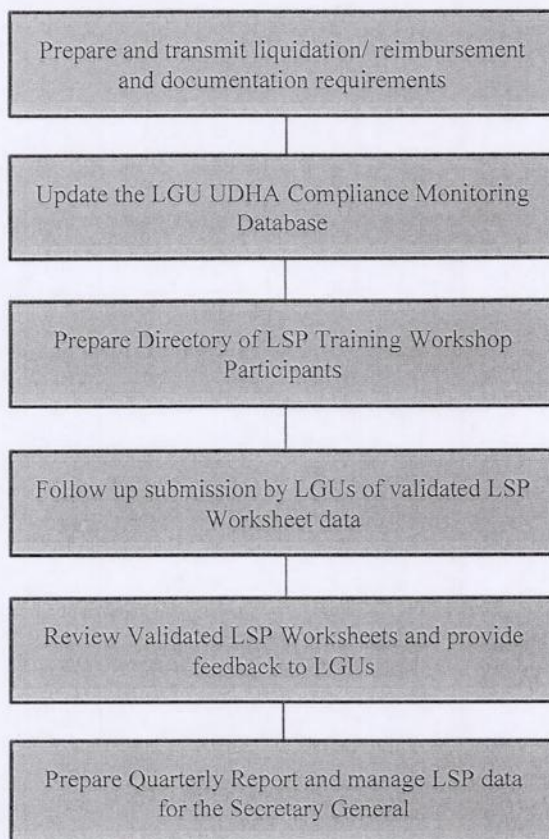 Prepare and transmit liquidation/ reimbursement
and documentation requirements
Update the LGU UDHA Compliance Monitoring
Database
Prepare Directory of LSP Training Workshop
Participants
Follow up submission by LGUs of validated LSP
Worksheet data
Review Validated LSP Worksheets and provide
feedback to LGUs
Prepare Quarterly Report and manage LSP data
for the Secretary General